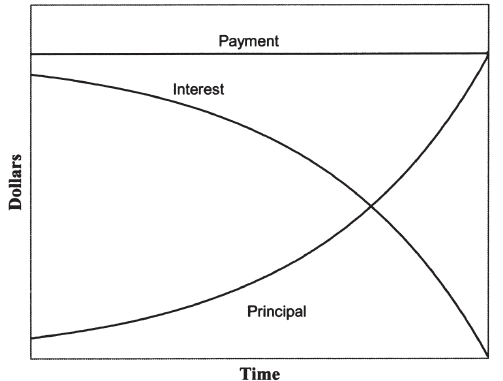 Payment
Interest
Dollars
Principal
Time